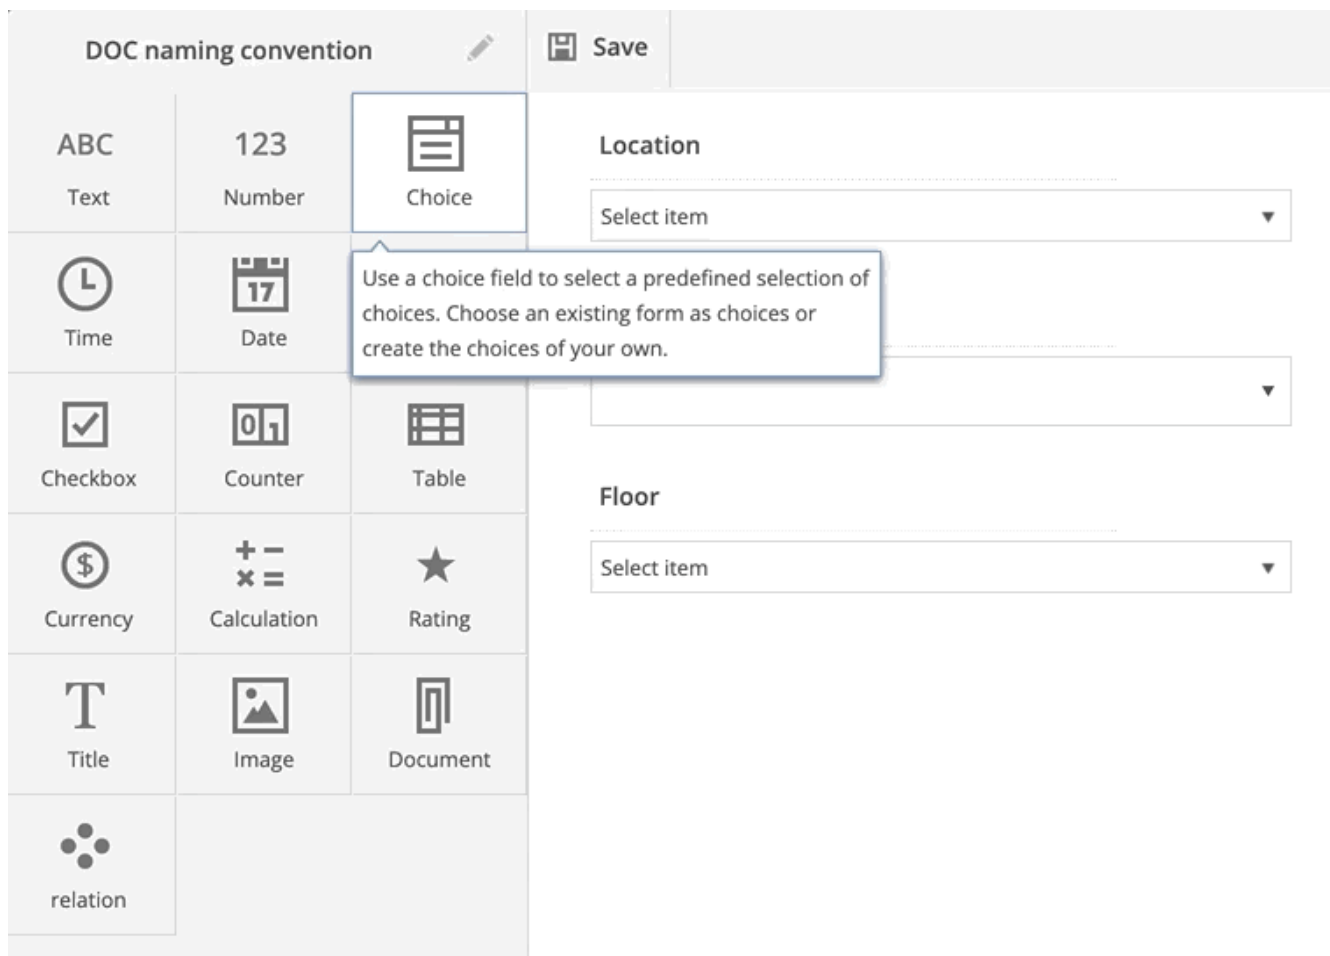 DOC naming convention
Save
ABC
Text
123
Number
Choice
Time
17
Date
Use a choice field to select a predefined selection of
choices. Choose an existing form as choices or
create the choices of your own.
Checkbox
01
Counter
Table
$
Currency
Calculation
Rating
T
Title
Image
Document
relation
Location
Select item
Floor
Select item